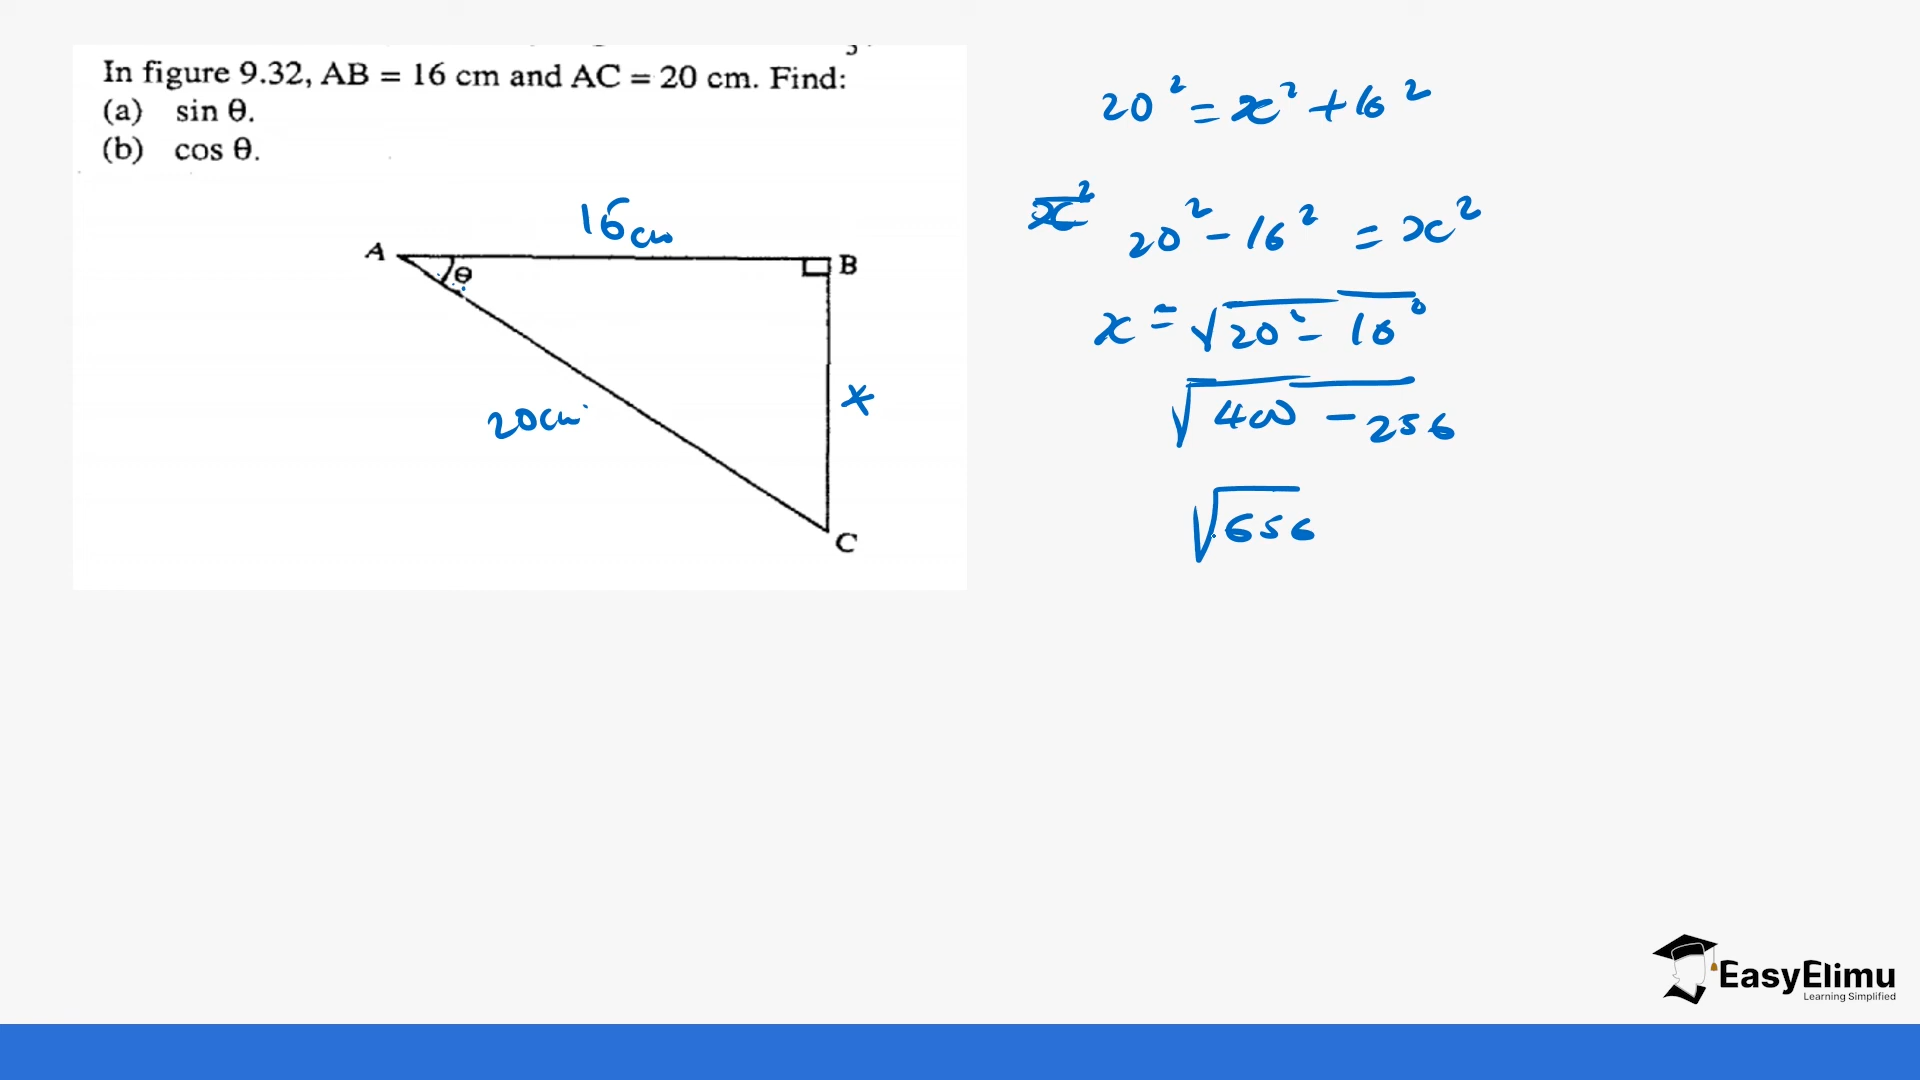 In figure 9.32, AB = 16 cm and AC = 20 cm. Find:
(a) sin θ.
(b) cos θ.
16cm
A
θ
B
20cm
x
C
20² = x² + 16²
x² 20² - 16² = x²
x = √20² - 16²
√400 - 256
√656
EasyElimu
Learning Simplified